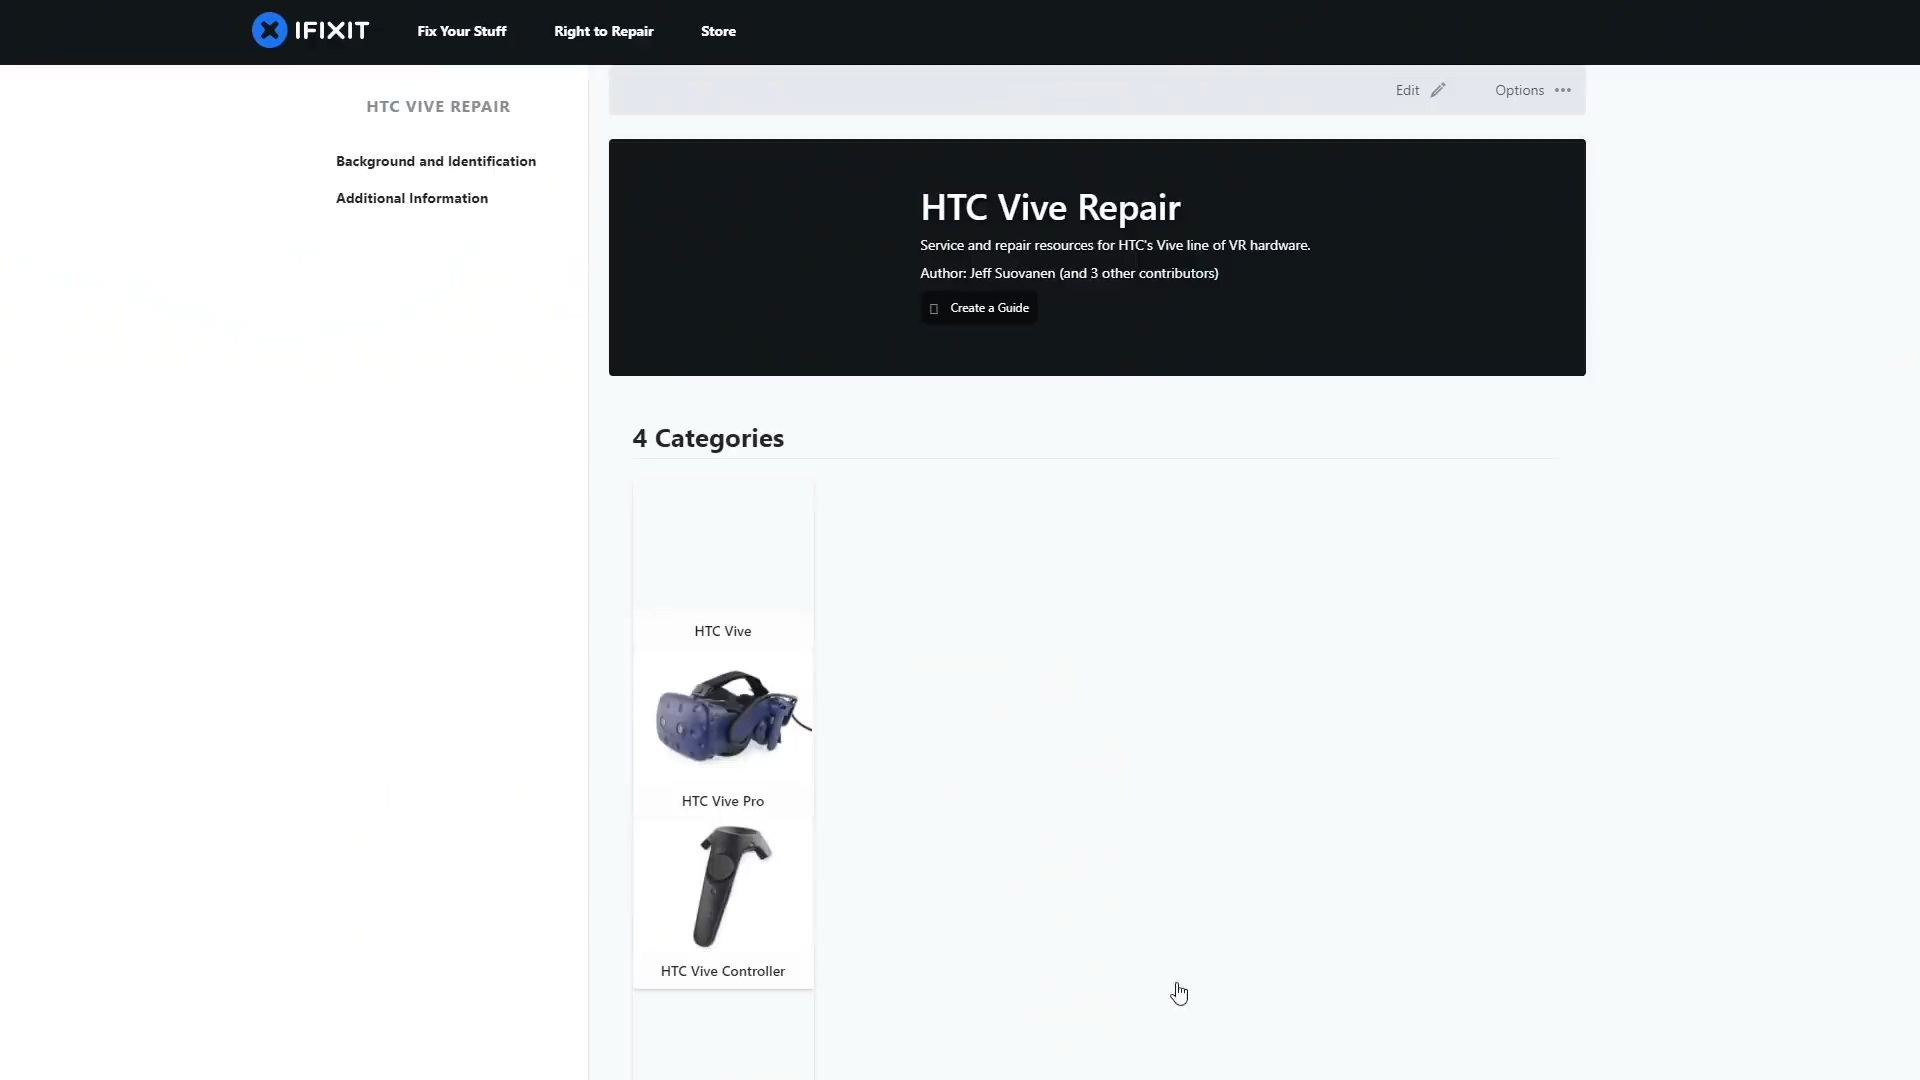 IFIXIT
Fix Your Stuff
Right to Repair
Store
HTC VIVE REPAIR
Background and Identification
Additional Information
Edit
Options
HTC Vive Repair
Service and repair resources for HTC's Vive line of VR hardware.
Author: Jeff Suovanen (and 3 other contributors)
Create a Guide
4 Categories
HTC Vive
HTC Vive Pro
HTC Vive Controller